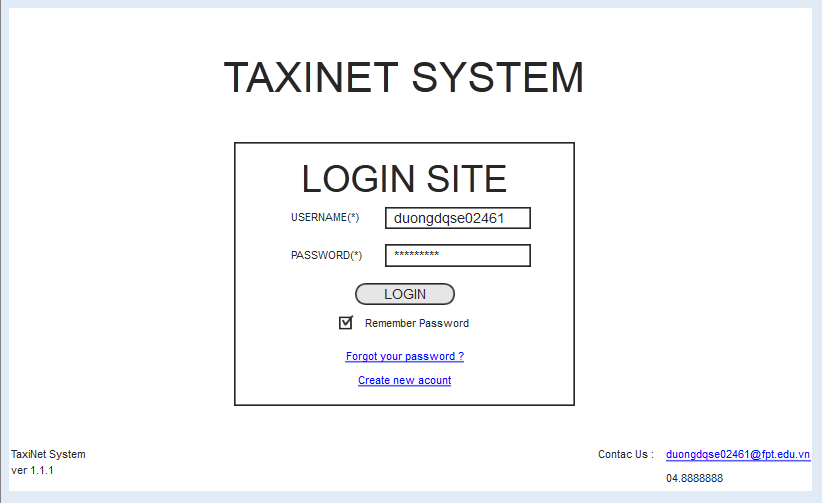 TAXINET SYSTEM
LOGIN SITE
USERNAME(*) duongdqse02461
PASSWORD(*) *********
LOGIN
Remember Password
Forgot your password ?
Create new acount
TaxiNet System
ver 1.1.1
Contac Us : duongdqse02461@fpt.edu.vn
04.8888888